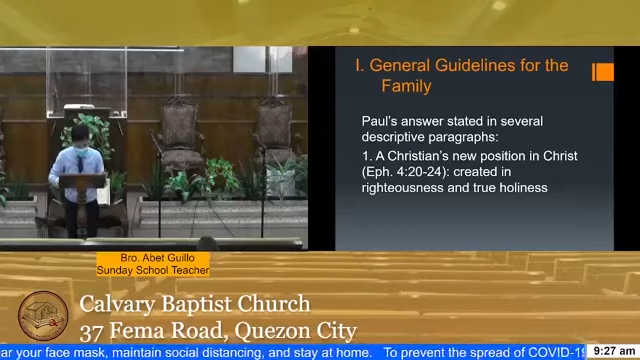 I. General Guidelines for the
Family
Paul's answer stated in several
descriptive paragraphs:
1. A Christian's new position in Christ
(Eph. 4:20-24): created in
righteousness and true holiness
Bro. Abet Guillo
Sunday School Teacher
Calvary Baptist Church
37 Fema Road, Quezon City
ear your face mask, maintain social distancing, and stay at home. To prevent the spread of COVID-19
9:27 am